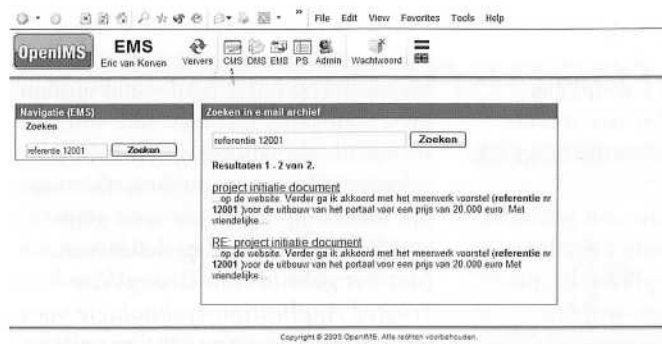 File Edit View Favorites Tools Help
OpenIMS
EMS
Eric van Kerven
Ververs
CMS DMS EMS PS Admin
Wachtwoord
Navigatie (EMS)
Zoeken
referentie 12001 Zoeken
Zoeken in e-mail archief
referentie 12001 Zoeken
Resultaten 1 - 2 van 2.
project initiatie document
...op de website. Verder ga ik akkoord met het meerwerk voorstel (referentie nr
12001 )voor de uitbouw van het portaal voor een prijs van 20.000 euro Met
vriendelijke...
RE: project initiatie document
...op de website. Verder ga ik akkoord met het meerwerk voorstel (referentie nr
12001 )voor de uitbouw van het portaal voor een prijs van 20.000 euro Met
vriendelijke...
Copyright © 2003 OpenIMS. Alle rechten voorbehouden.